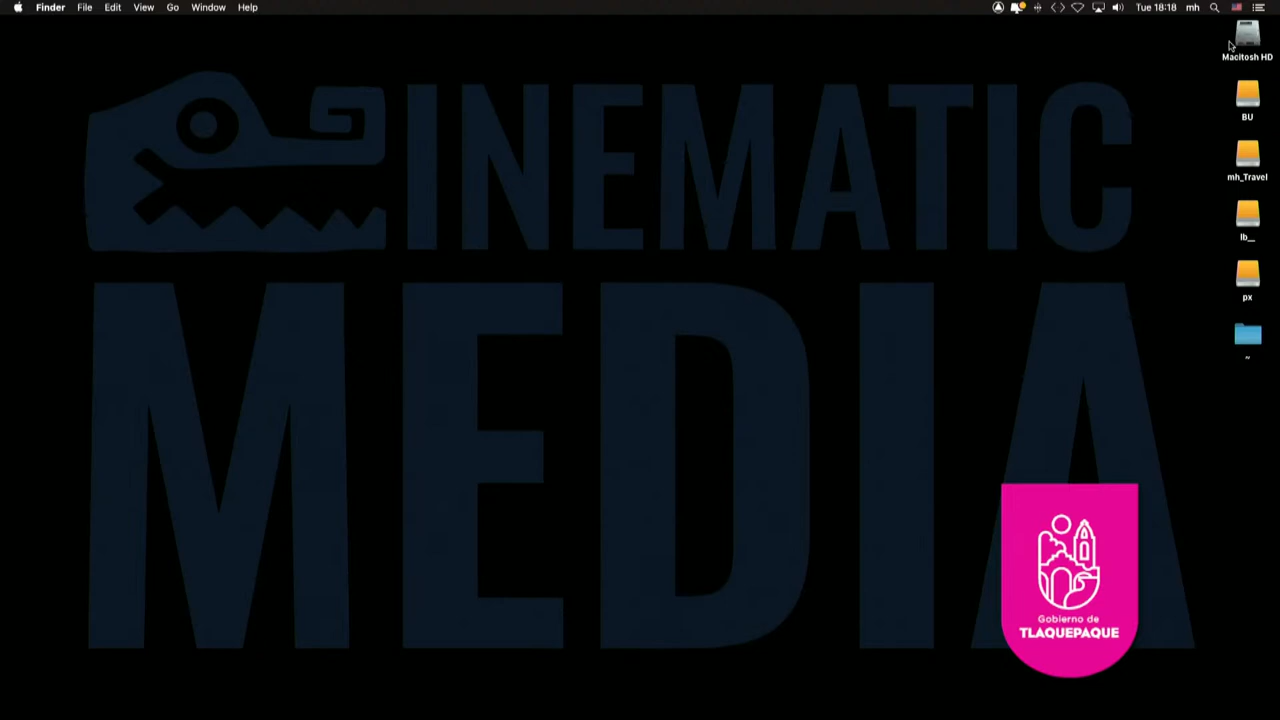 Finder File Edit View Go Window Help Tue 18:18 mh
Macitosh HD
BU
mh_Travel
lb__
px
~
INEMATIC
MEDIA
Gobierno de
TLAQUEPAQUE